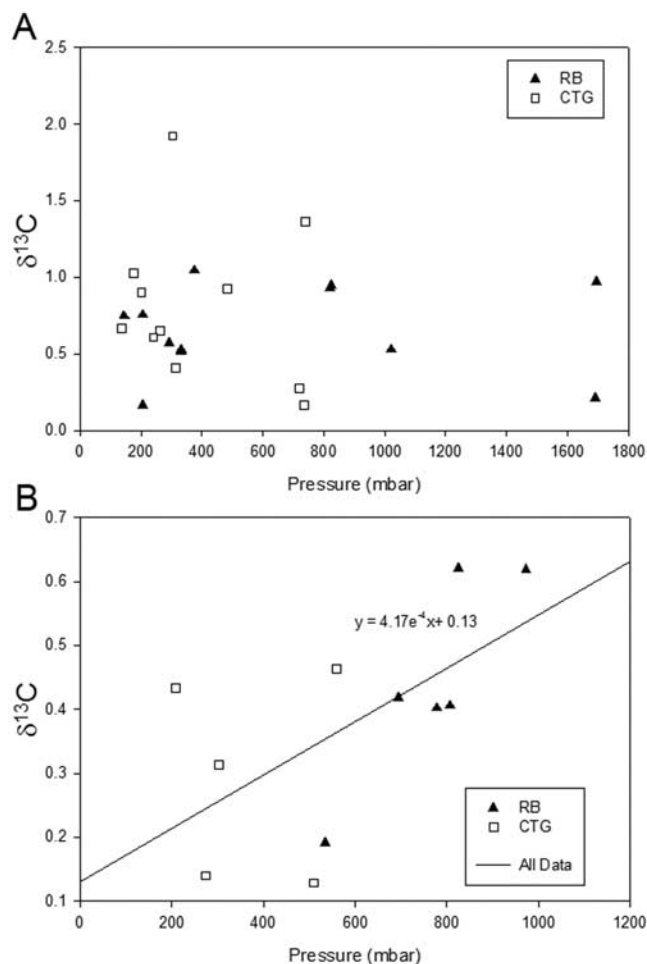 A
2.5
2.0
1.5
1.0
0.5
0.0
δ13C
RB
CTG
0 200 400 600 800 1000 1200 1400 1600 1800
Pressure (mbar)
B
0.7
0.6
0.5
0.4
0.3
0.2
0.1
δ13C
y = 4.17e-4x+ 0.13
RB
CTG
All Data
0 200 400 600 800 1000 1200
Pressure (mbar)